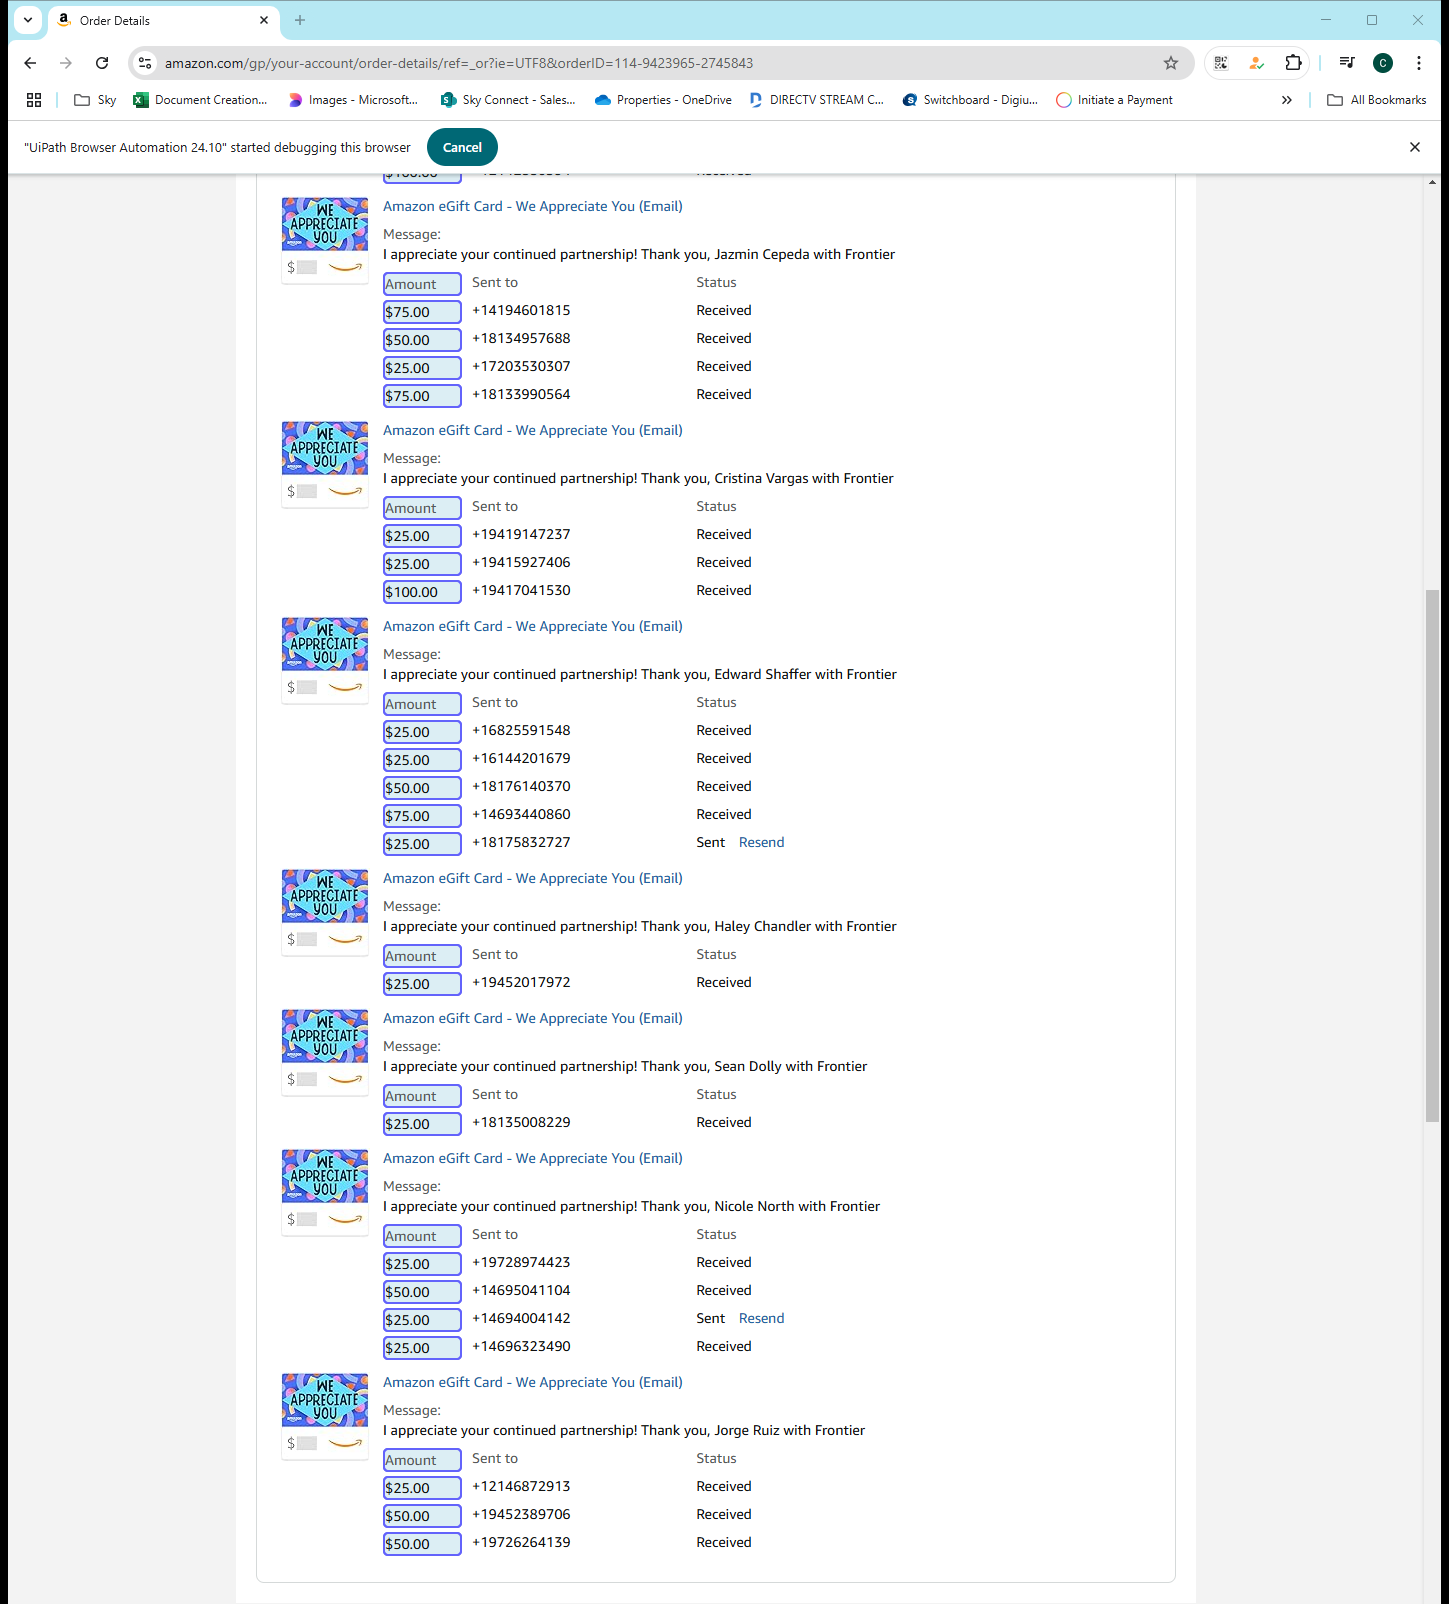 Order Details
amazon.com/gp/your-account/order-details/ref=_or?ie=UTF8&orderID=114-9423965-2745843
C
Sky
Document Creation...
Images - Microsoft...
Sky Connect - Sales...
Properties - OneDrive
DIRECTV STREAM C...
Switchboard - Digiu...
Initiate a Payment
All Bookmarks
"UiPath Browser Automation 24.10" started debugging this browser
Cancel
WE APPRECIATE YOU
$
Amazon eGift Card - We Appreciate You (Email)
Message:
I appreciate your continued partnership! Thank you, Jazmin Cepeda with Frontier
Amount Sent to Status
$75.00 +14194601815 Received
$50.00 +18134957688 Received
$25.00 +17203530307 Received
$75.00 +18133990564 Received
WE APPRECIATE YOU
$
Amazon eGift Card - We Appreciate You (Email)
Message:
I appreciate your continued partnership! Thank you, Cristina Vargas with Frontier
Amount Sent to Status
$25.00 +19419147237 Received
$25.00 +19415927406 Received
$100.00 +19417041530 Received
WE APPRECIATE YOU
$
Amazon eGift Card - We Appreciate You (Email)
Message:
I appreciate your continued partnership! Thank you, Edward Shaffer with Frontier
Amount Sent to Status
$25.00 +16825591548 Received
$25.00 +16144201679 Received
$50.00 +18176140370 Received
$75.00 +14693440860 Received
$25.00 +18175832727 Sent Resend
WE APPRECIATE YOU
$
Amazon eGift Card - We Appreciate You (Email)
Message:
I appreciate your continued partnership! Thank you, Haley Chandler with Frontier
Amount Sent to Status
$25.00 +19452017972 Received
WE APPRECIATE YOU
$
Amazon eGift Card - We Appreciate You (Email)
Message:
I appreciate your continued partnership! Thank you, Sean Dolly with Frontier
Amount Sent to Status
$25.00 +18135008229 Received
WE APPRECIATE YOU
$
Amazon eGift Card - We Appreciate You (Email)
Message:
I appreciate your continued partnership! Thank you, Nicole North with Frontier
Amount Sent to Status
$25.00 +19728974423 Received
$50.00 +14695041104 Received
$25.00 +14694004142 Sent Resend
$25.00 +14696323490 Received
WE APPRECIATE YOU
$
Amazon eGift Card - We Appreciate You (Email)
Message:
I appreciate your continued partnership! Thank you, Jorge Ruiz with Frontier
Amount Sent to Status
$25.00 +12146872913 Received
$50.00 +19452389706 Received
$50.00 +19726264139 Received